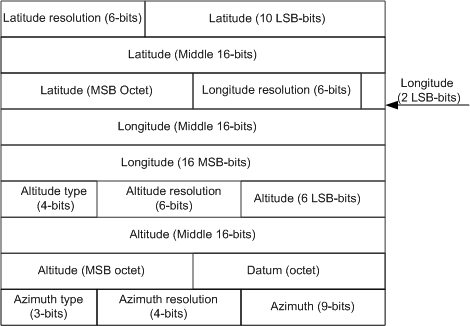 Latitude resolution (6-bits)
Latitude (10 LSB-bits)
Latitude (Middle 16-bits)
Latitude (MSB Octet)
Longitude resolution (6-bits)
Longitude
(2 LSB-bits)
Longitude (Middle 16-bits)
Longitude (16 MSB-bits)
Altitude type
(4-bits)
Altitude resolution
(6-bits)
Altitude (6 LSB-bits)
Altitude (Middle 16-bits)
Altitude (MSB octet)
Datum (octet)
Azimuth type
(3-bits)
Azimuth resolution
(4-bits)
Azimuth (9-bits)